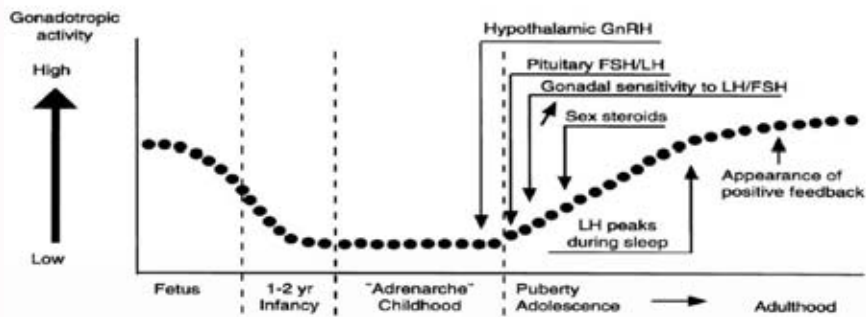 Gonadotropic
activity
High
Low
Hypothalamic GnRH
Pituitary FSH/LH
Gonadal sensitivity to LH/FSH
Sex steroids
Appearance of
positive feedback
LH peaks
during sleep
Fetus
1-2 yr
Infancy
"Adrenarche"
Childhood
Puberty
Adolescence
Adulthood